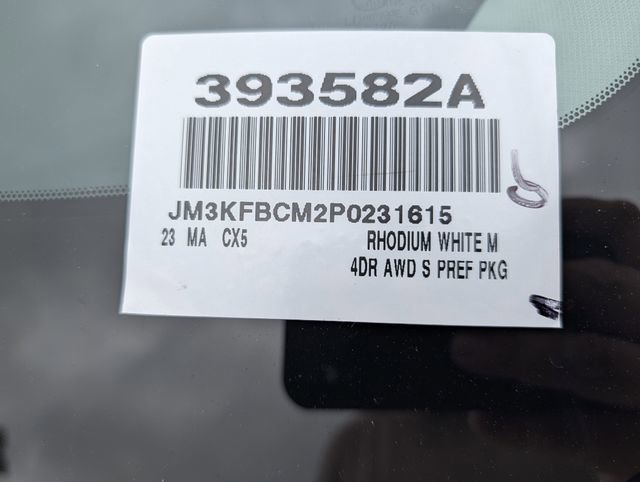 393582A
JM3KFBCM2P0231615
23 MA CX5 RHODIUM WHITE M
4DR AWD S PREF PKG